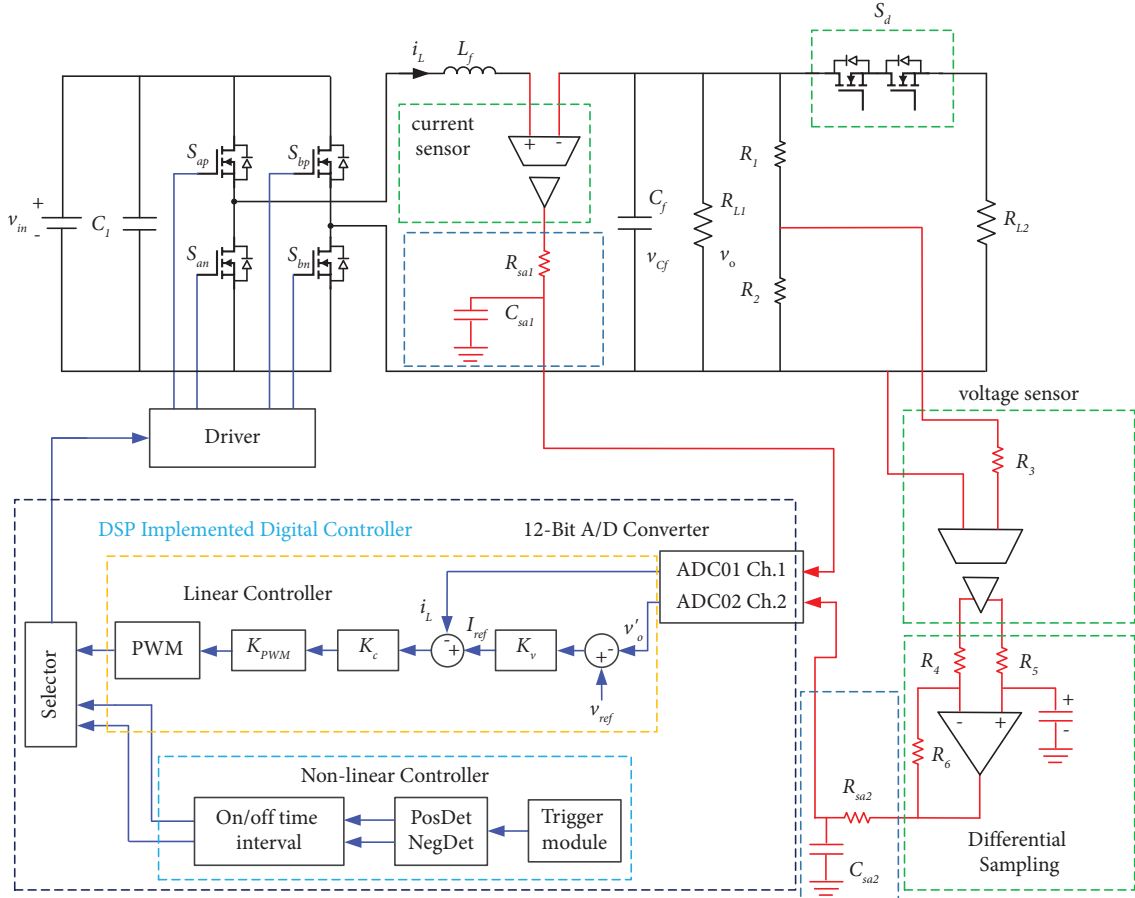 S_d
i_L
L_f
current
sensor
+ -
S_ap
S_bp
R_1
C_f
v_in
+
-
C_1
R_L1
R_L2
S_an
S_bn
R_sa1
v_Cf
v_o
R_2
C_sa1
voltage sensor
Driver
R_3
DSP Implemented Digital Controller
12-Bit A/D Converter
ADC01 Ch.1
ADC02 Ch.2
Linear Controller
i_L
I_ref
v'_o
PWM
K_PWM
K_c
- +
K_v
+ -
v_ref
Selector
R_4
R_5
- +
+
-
R_6
Non-linear Controller
On/off time
interval
PosDet
NegDet
Trigger
module
R_sa2
C_sa2
Differential
Sampling